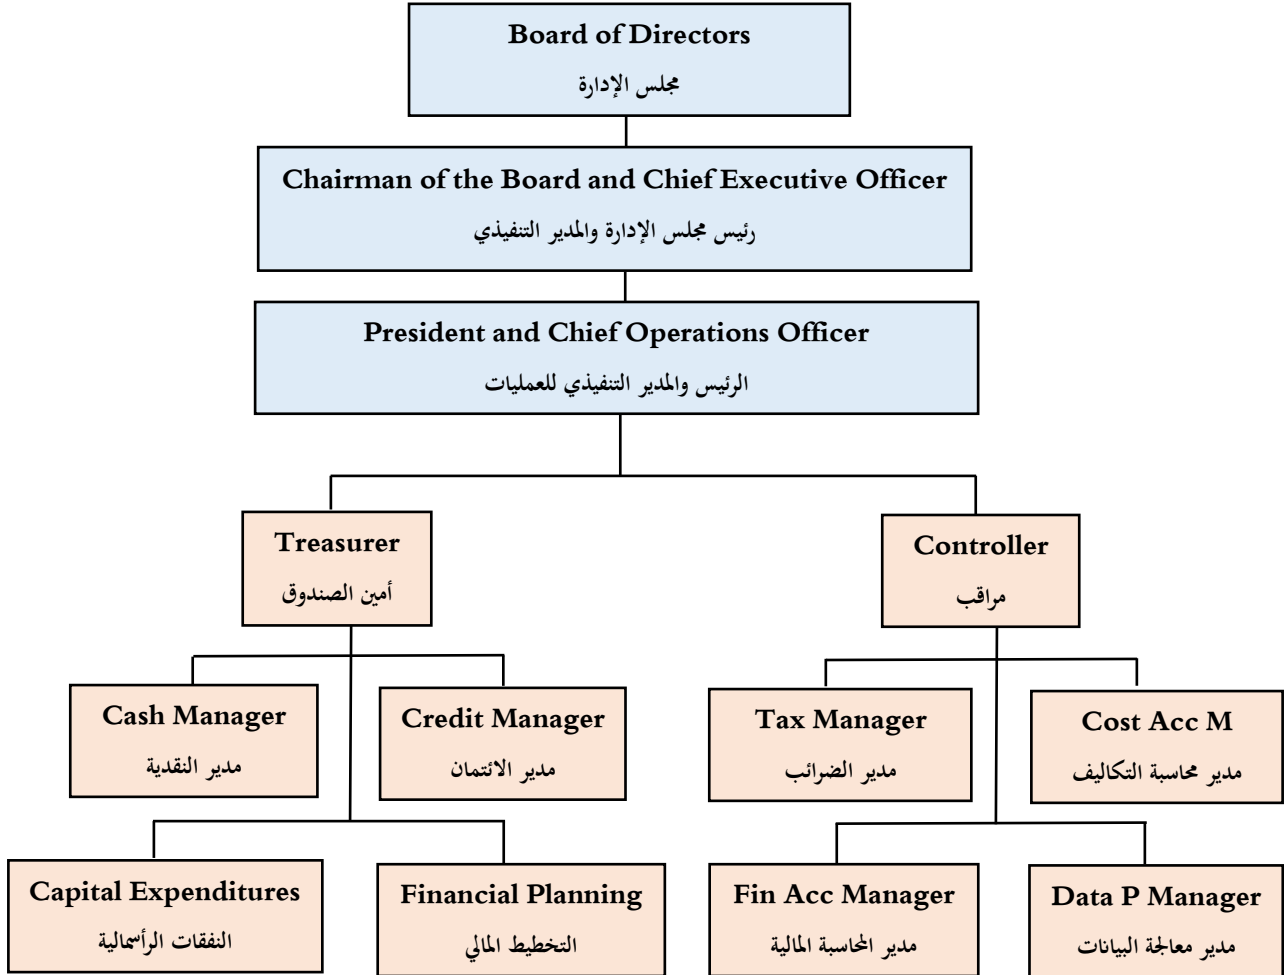 Board of Directors
مجلس الإدارة
Chairman of the Board and Chief Executive Officer
رئيس مجلس الإدارة والمدير التنفيذي
President and Chief Operations Officer
الرئيس والمدير التنفيذي للعمليات
Treasurer
أمين الصندوق
Controller
مراقب
Cash Manager
مدير النقدية
Credit Manager
مدير الائتمان
Tax Manager
مدير الضرائب
Cost Acc M
مدير محاسبة التكاليف
Capital Expenditures
النفقات الرأسمالية
Financial Planning
التخطيط المالي
Fin Acc Manager
مدير المحاسبة المالية
Data P Manager
مدير معالجة البيانات